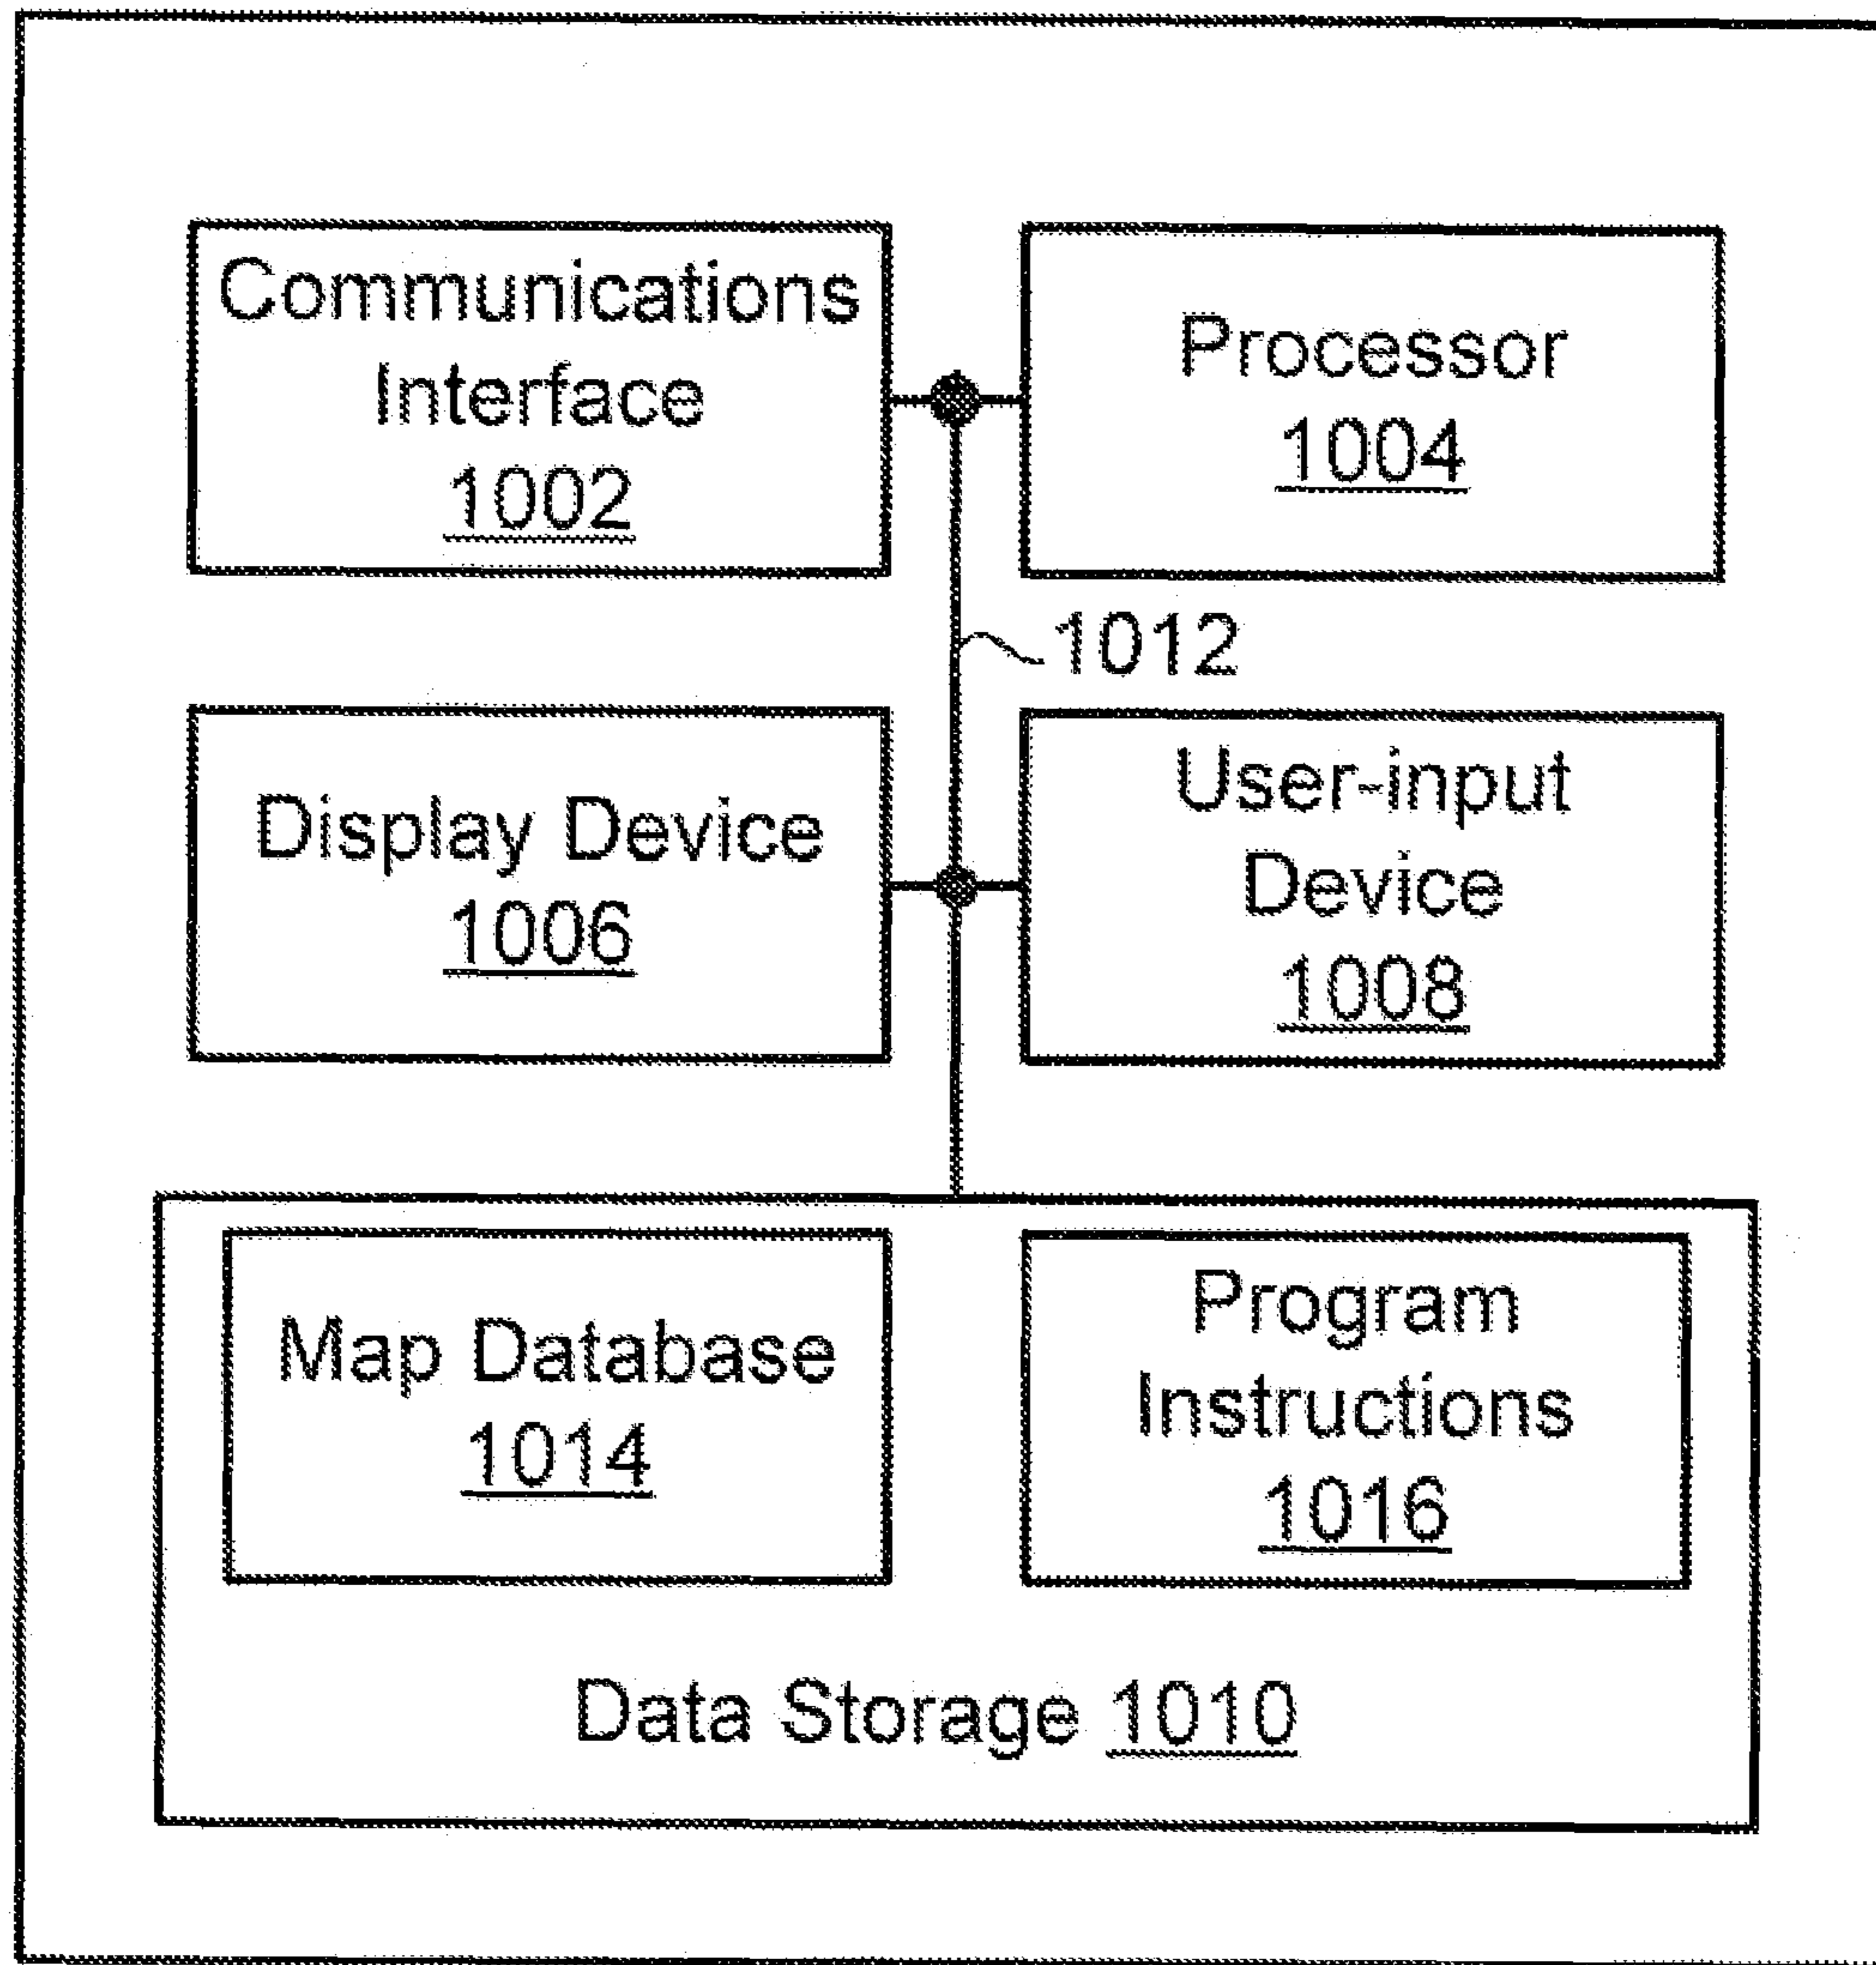 Communications
Interface
1002
Processor
1004
1012
Display Device
1006
User-input
Device
1008
Map Database
1014
Program
Instructions
1016
Data Storage 1010